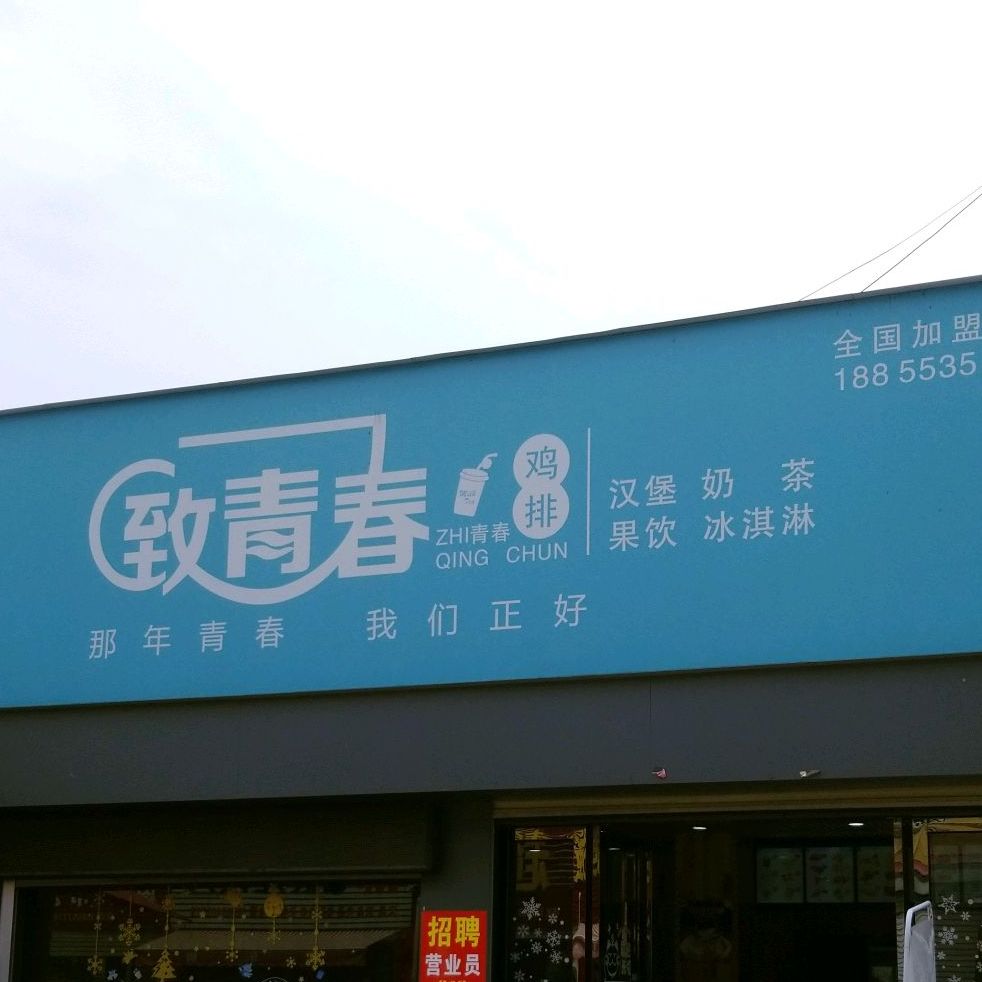 全国加盟
188 5535
致青春
鸡排
ZHI青春
QING CHUN
汉堡 奶 茶
果饮 冰淇淋
那年青春 我们正好
招聘
营业员